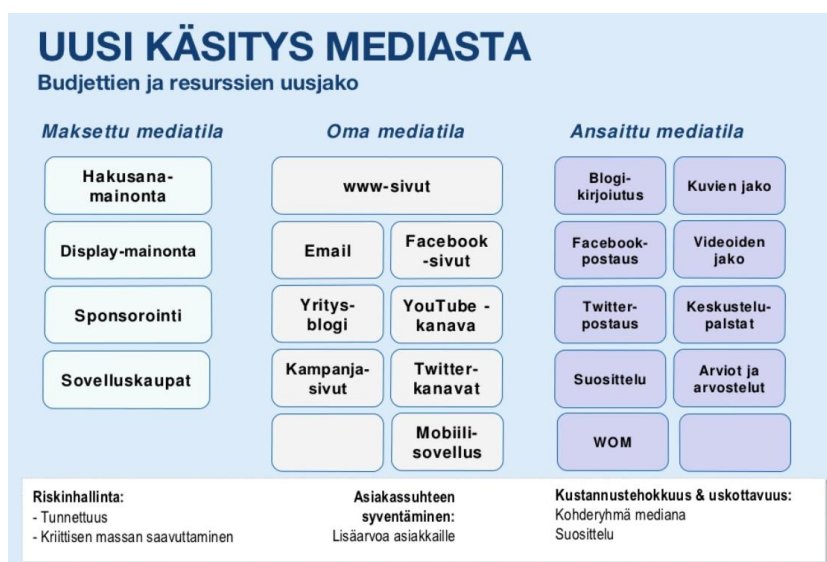 UUSI KÄSITYS MEDIASTA
Budjettien ja resurssien uusjako
Maksettu mediatila
Hakusana-
mainonta
Display-mainonta
Sponsorointi
Sovelluskaupat
Oma mediatila
www-sivut
Email
Facebook
-sivut
Yritys-
blogi
YouTube -
kanava
Kampanja-
sivut
Twitter-
kanavat
Mobiili-
sovellus
Ansaittu mediatila
Blogi-
kirjoiutus
Kuvien jako
Facebook-
postaus
Videoiden
jako
Twitter-
postaus
Keskustelu-
palstat
Suosittelu
Arviot ja
arvostelut
WOM
Riskinhallinta:
- Tunnettuus
- Kriittisen massan saavuttaminen
Asiakassuhteen
syventäminen:
Lisäarvoa asiakkaille
Kustannustehokkuus & uskottavuus:
Kohderyhmä mediana
Suosittelu